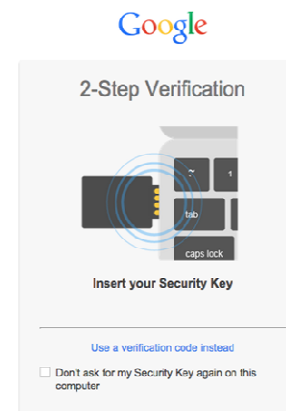 Google
2-Step Verification
~ 1
tab
caps lock
Insert your Security Key
Use a verification code instead
Don't ask for my Security Key again on this
computer